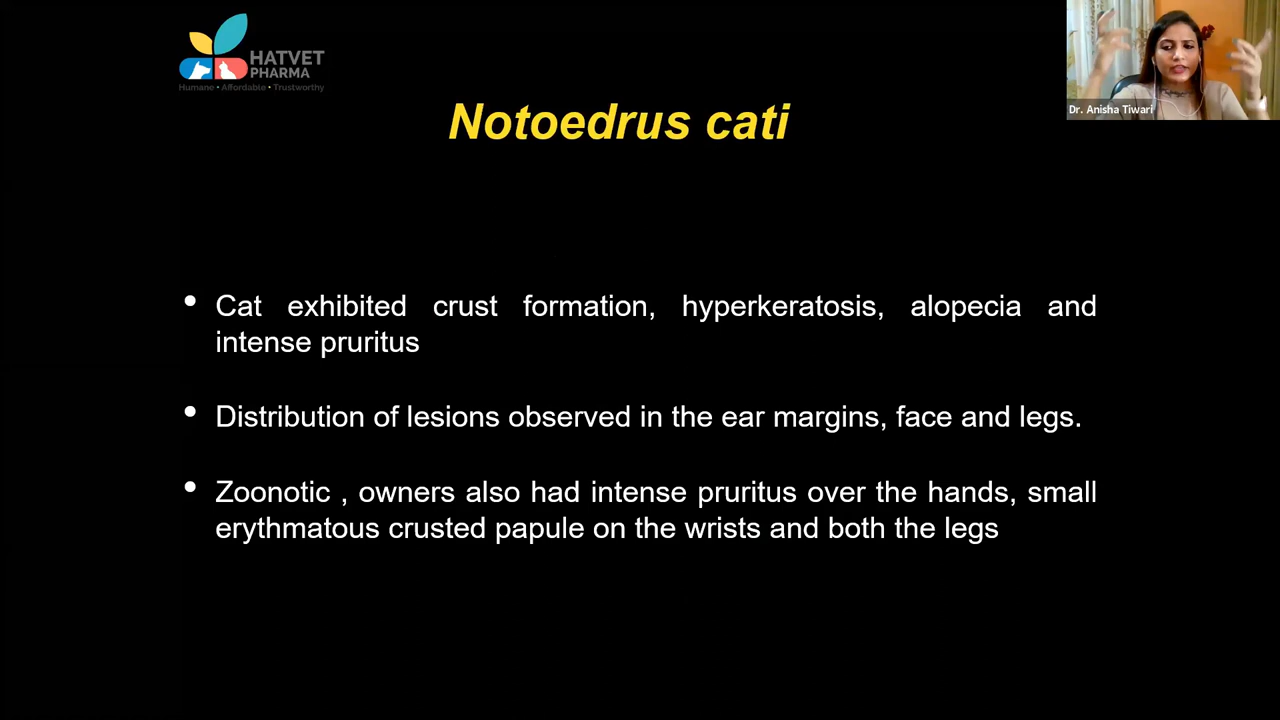 HATVET
PHARMA
Humane • Affordable • Trustworthy
Dr. Anisha Tiwari
Notoedrus cati
• Cat exhibited crust formation, hyperkeratosis, alopecia and
intense pruritus
• Distribution of lesions observed in the ear margins, face and legs.
• Zoonotic , owners also had intense pruritus over the hands, small
erythmatous crusted papule on the wrists and both the legs